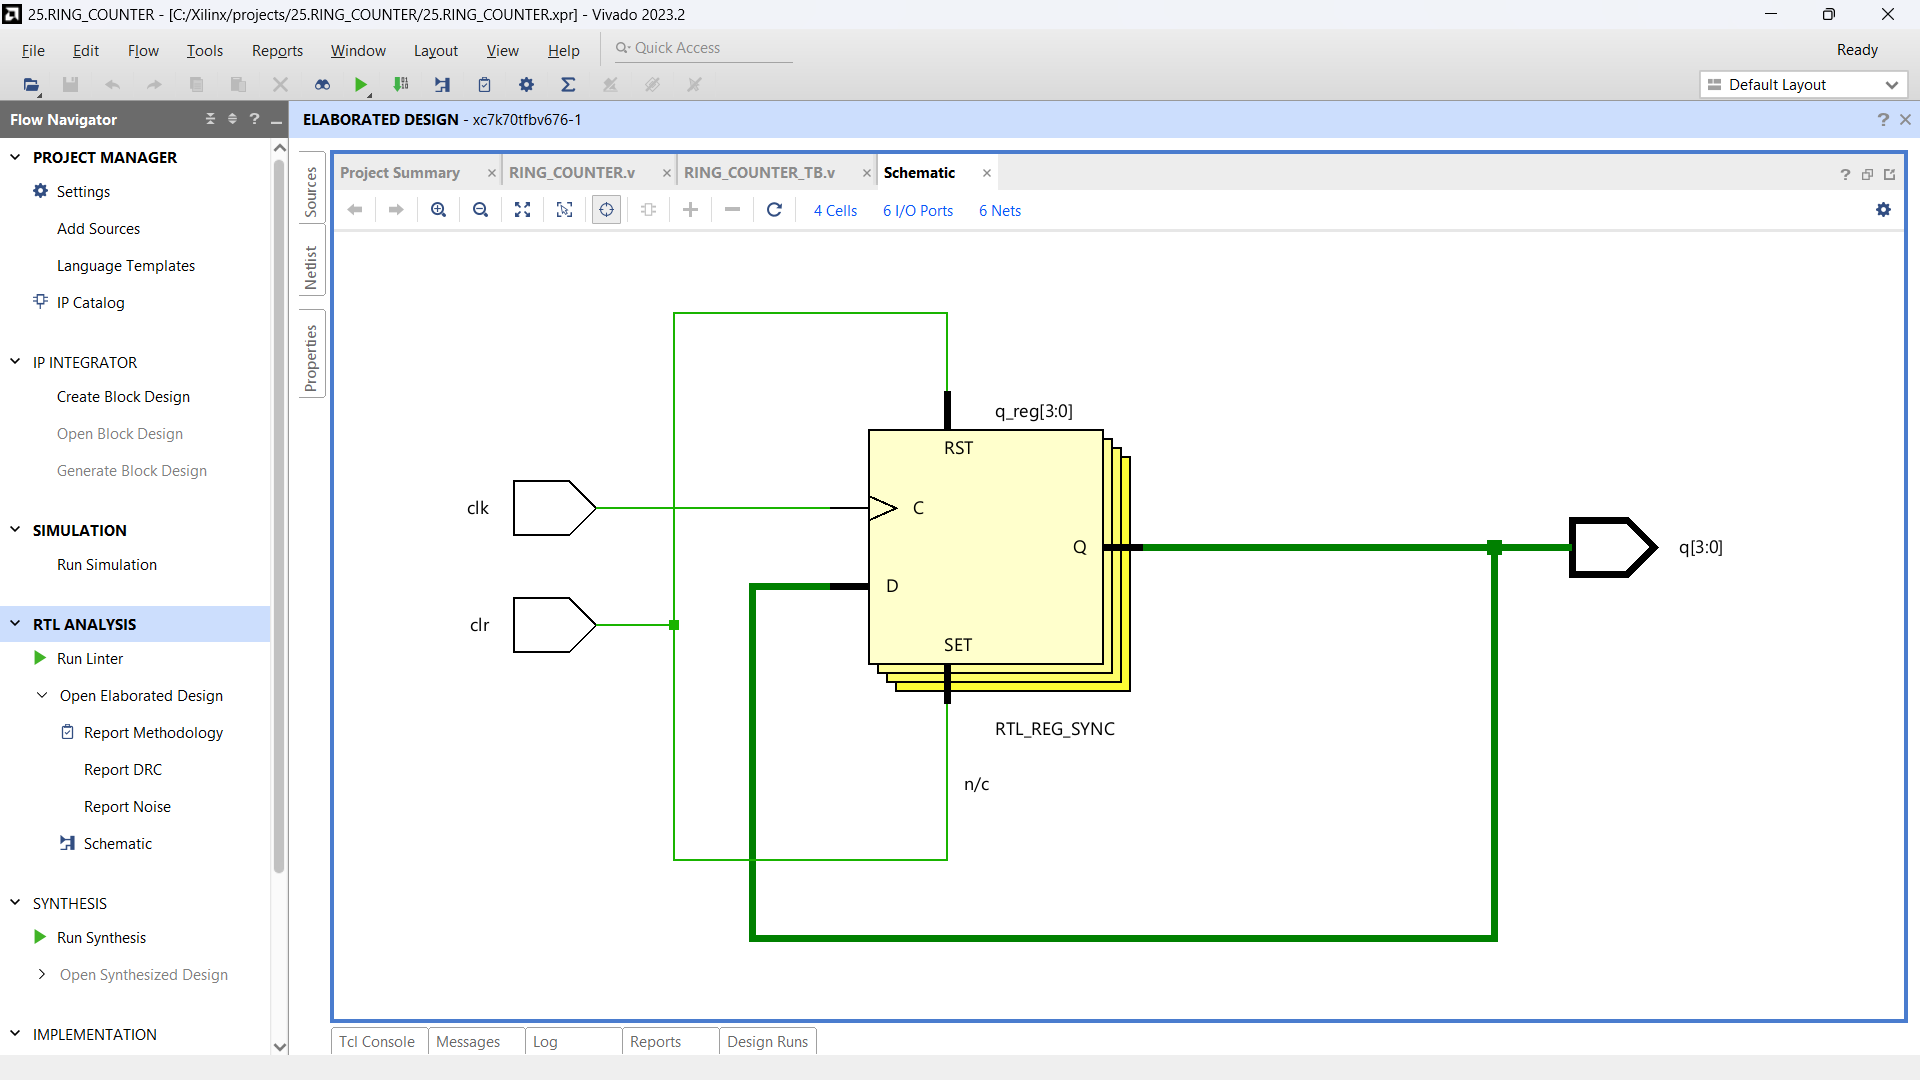 25.RING_COUNTER - [C:/Xilinx/projects/25.RING_COUNTER/25.RING_COUNTER.xpr] - Vivado 2023.2
File Edit Flow Tools Reports Window Layout View Help Quick Access Ready
Default Layout
Flow Navigator
PROJECT MANAGER
Settings
Add Sources
Language Templates
IP Catalog
IP INTEGRATOR
Create Block Design
Open Block Design
Generate Block Design
SIMULATION
Run Simulation
RTL ANALYSIS
Run Linter
Open Elaborated Design
Report Methodology
Report DRC
Report Noise
Schematic
SYNTHESIS
Run Synthesis
Open Synthesized Design
IMPLEMENTATION
ELABORATED DESIGN - xc7k70tfbv676-1
Sources
Netlist
Properties
Project Summary RING_COUNTER.v RING_COUNTER_TB.v Schematic
4 Cells 6 I/O Ports 6 Nets
q_reg[3:0]
RST
clk
C
Q
q[3:0]
D
clr
SET
RTL_REG_SYNC
n/c
Tcl Console Messages Log Reports Design Runs